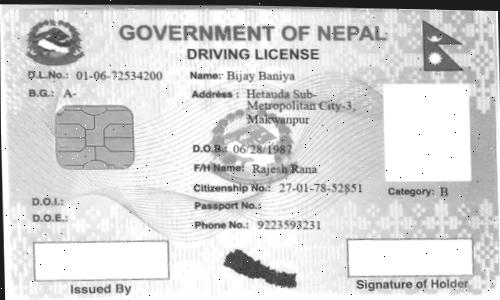 GOVERNMENT OF NEPAL
DRIVING LICENSE
D.L.No.: 01-06-72534200
Name: Bijay Baniya
B.G.: A-
Address : Hetauda Sub-
Metropolitan City-3,
Makwanpur
D.O.B.: 06/28/1987
F/H Name: Rajesh Rana
Citizenship No.: 27-01-78-52851
Category: B
D.O.I.:
Passport No.:
D.O.E.:
Phone No.: 9223593231
Issued By
Signature of Holder